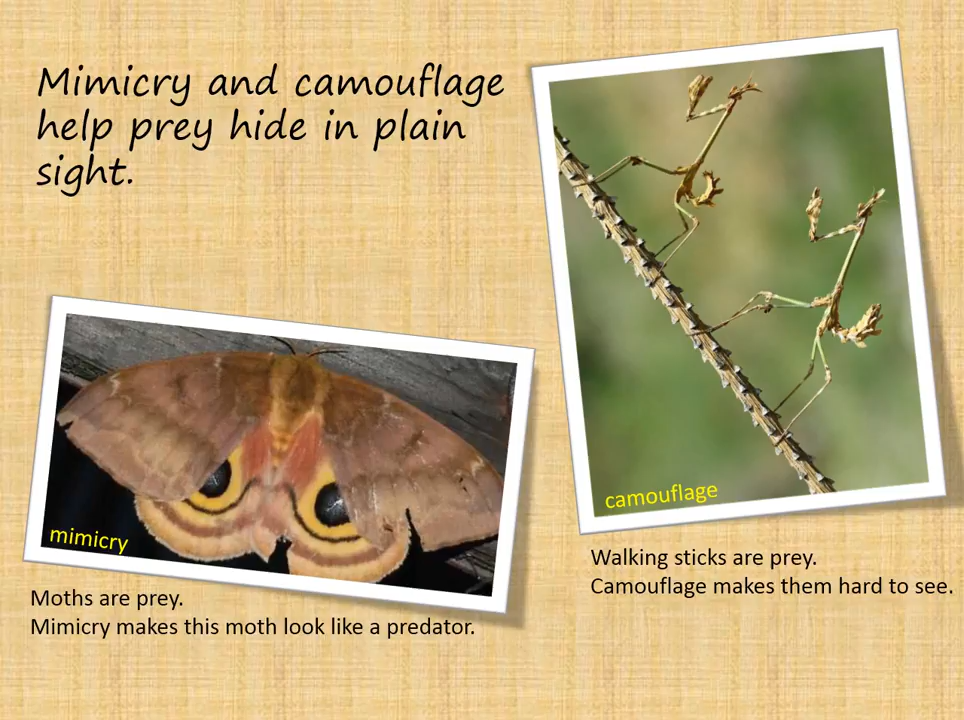 Mimicry and camouflage
help prey hide in plain
sight.
mimicry
Moths are prey.
Mimicry makes this moth look like a predator.
camouflage
Walking sticks are prey.
Camouflage makes them hard to see.